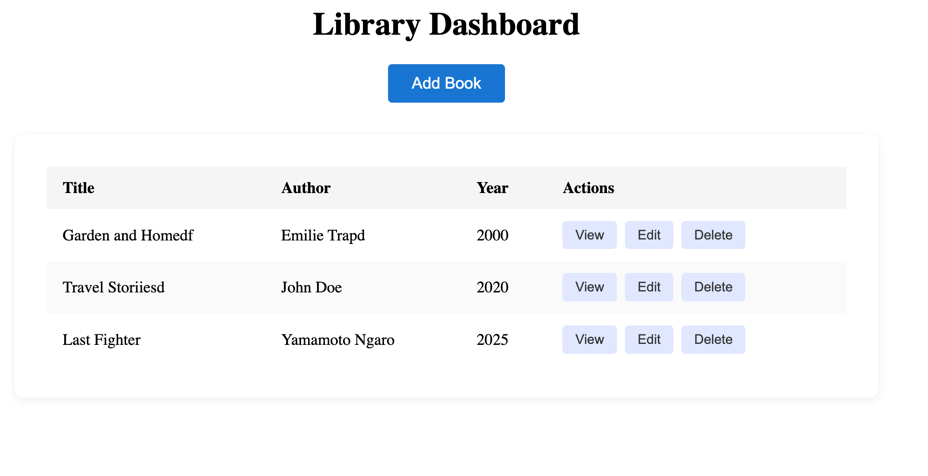 Library Dashboard
Add Book
Title Author Year Actions
Garden and Homedf Emilie Trapd 2000 View Edit Delete
Travel Storiiesd John Doe 2020 View Edit Delete
Last Fighter Yamamoto Ngaro 2025 View Edit Delete